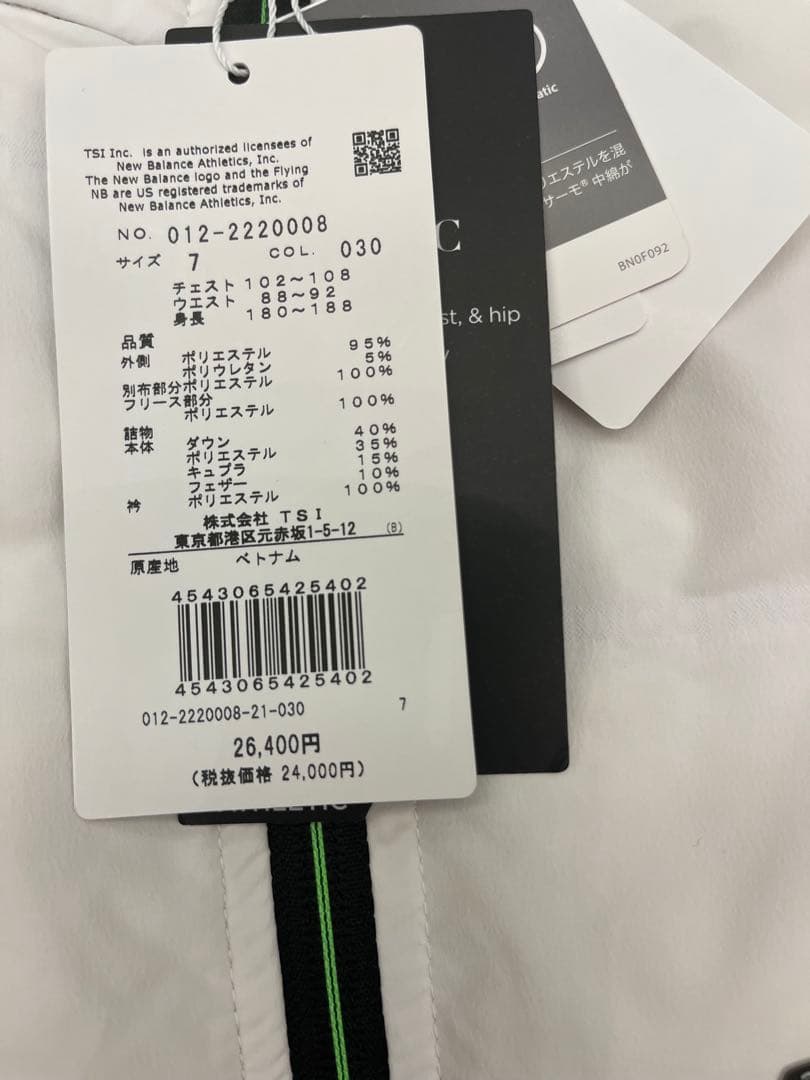 TSI Inc. is an authorized licensees of
New Balance Athletics, Inc.
The New Balance logo and the Flying
NB are US registered trademarks of
New Balance Athletics, Inc.
NO. 012-2220008
サイズ 7 COL. 030
チェスト 102〜108
ウエスト 88〜92
身長 180〜188
品質
外側 ポリエステル 95%
ポリウレタン 5%
別布部分ポリエステル 100%
フリース部分
ポリエステル 100%
詰物
本体 ダウン 40%
ポリエステル 35%
キュプラ 15%
フェザー 10%
衿 ポリエステル 100%
株式会社 TSI
東京都港区元赤坂1-5-12 (B)
原産地 ベトナム
4543065425402
4543065425402
012-2220008-21-030 7
26,400円
(税抜価格 24,000円)
C
st, & hip
atic
リエステルを混
サーモ® 中綿が
BN0F092